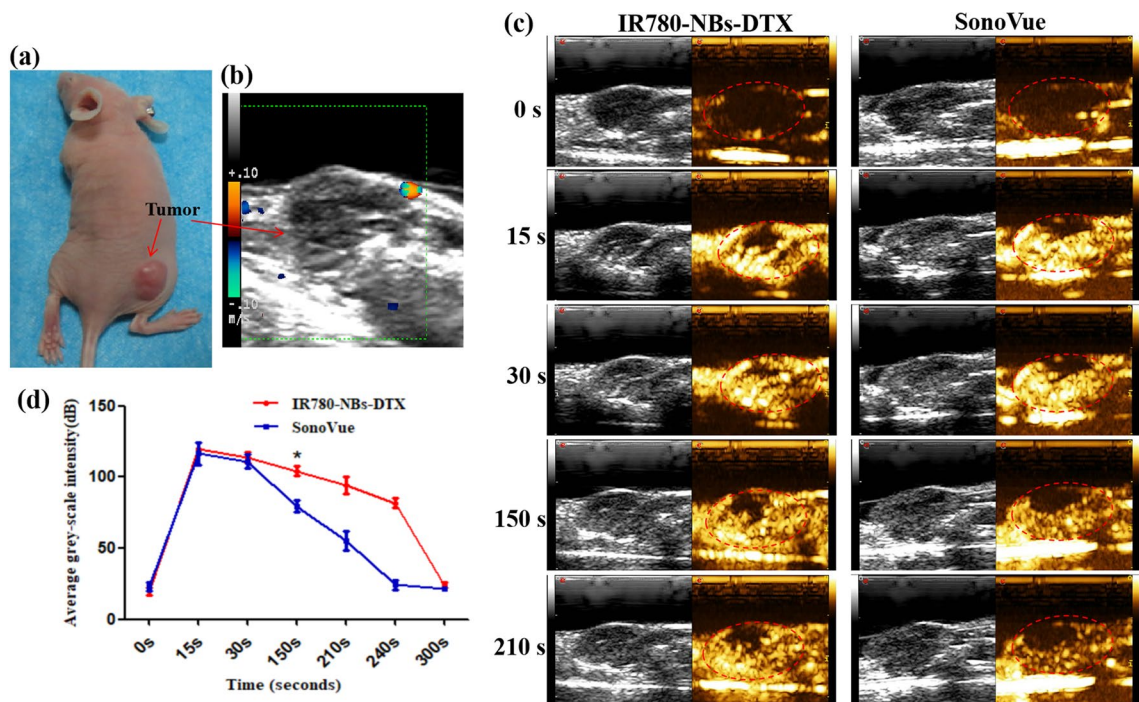 (a)
(b)
+.10
-.10
m/s
Tumor
(c)
IR780-NBs-DTX
SonoVue
0 s
15 s
30 s
150 s
210 s
(d)
IR780-NBs-DTX
SonoVue
*
Average grey-scale intensity(dB)
150
100
50
0
0s
15s
30s
150s
210s
240s
300s
Time (seconds)